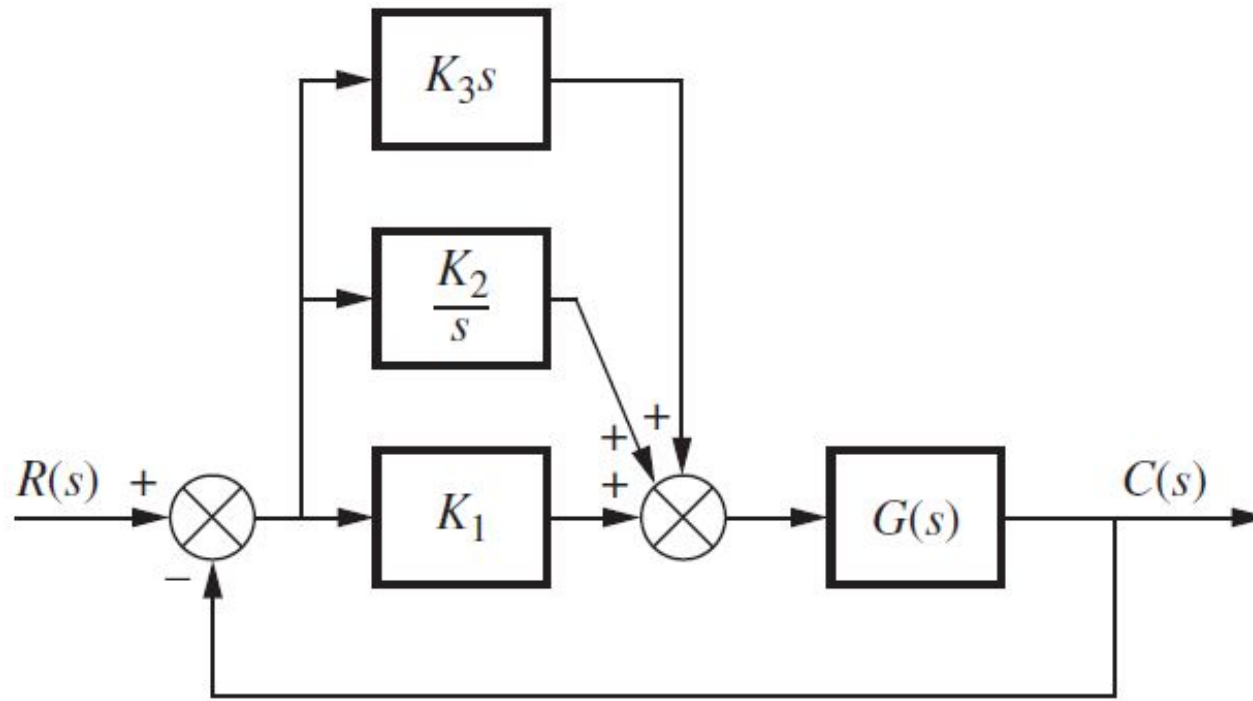 K₃s
K₂
s
+
+
R(s) +
K₁
+
G(s)
C(s)
−